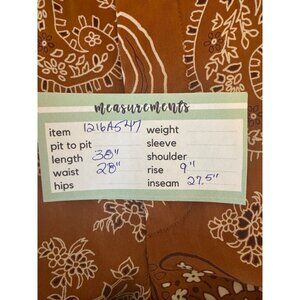 measurements
item 1216A547 weight
pit to pit sleeve
length 38" shoulder
waist 28" rise 9"
hips inseam 27.5"